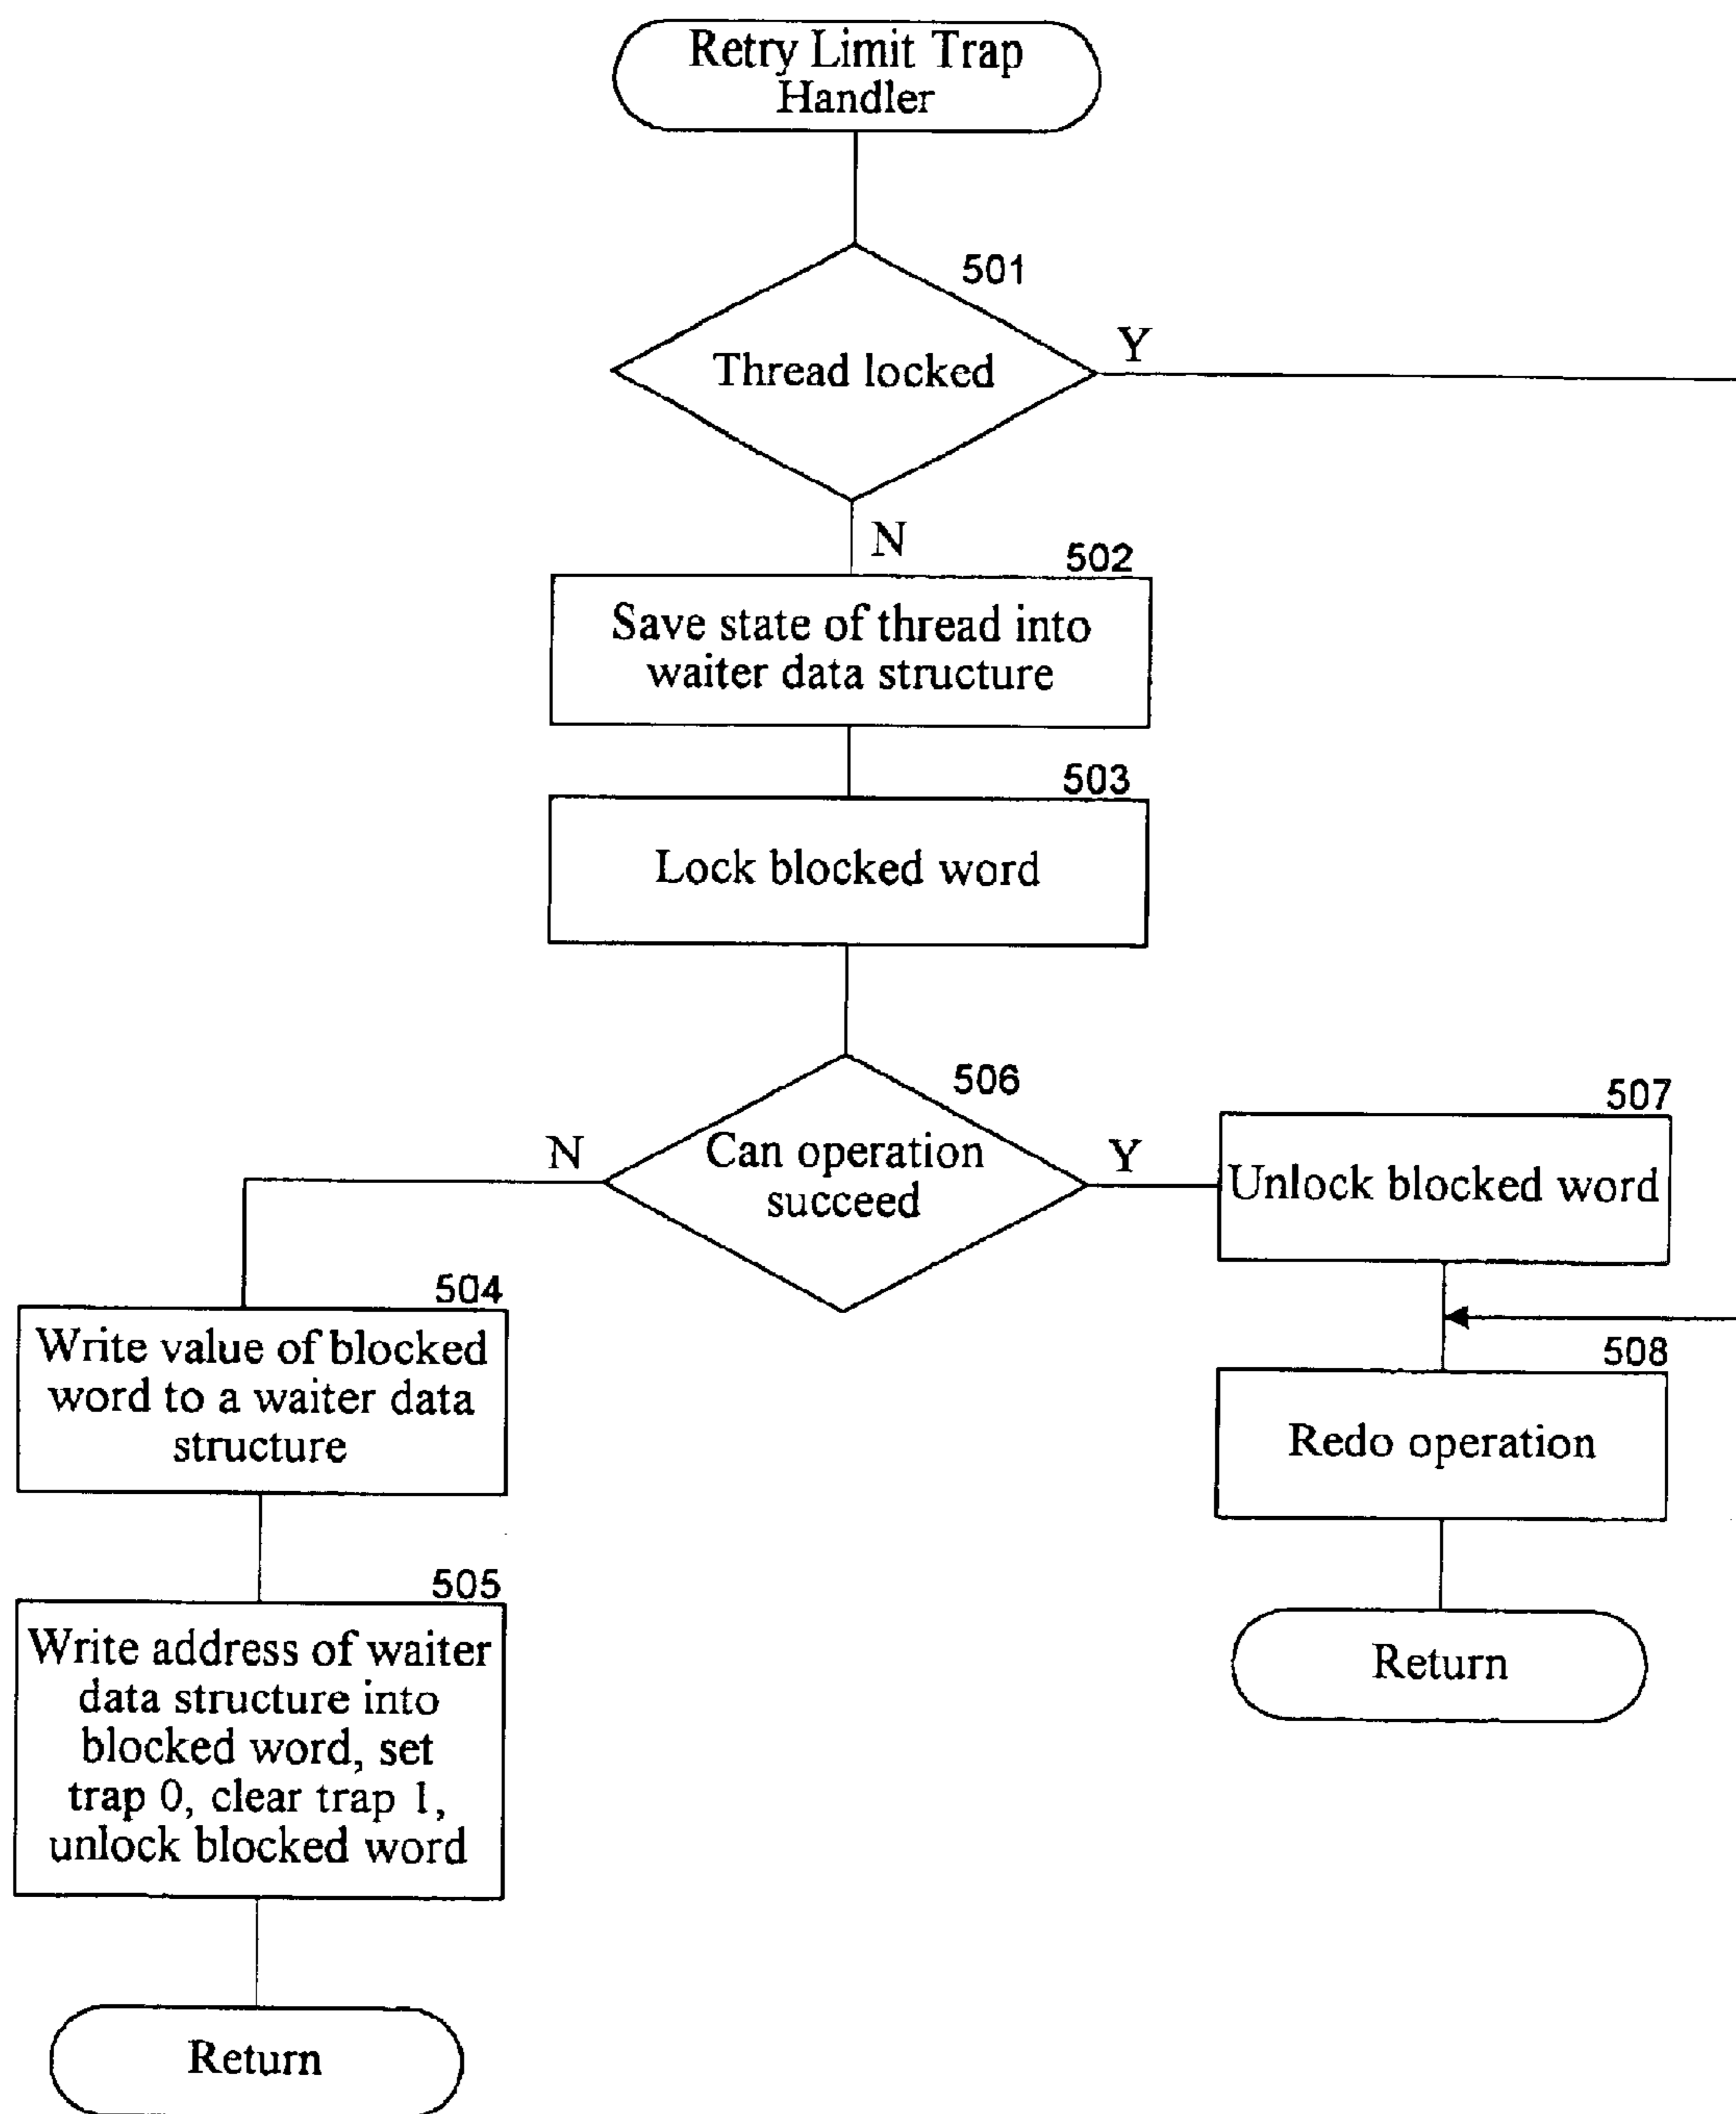 Retry Limit Trap
Handler
501
Thread locked
Y
N
502
Save state of thread into
waiter data structure
503
Lock blocked word
506
Can operation
succeed
N
Y
507
Unlock blocked word
504
Write value of blocked
word to a waiter data
structure
508
Redo operation
505
Write address of waiter
data structure into
blocked word, set
trap 0, clear trap 1,
unlock blocked word
Return
Return